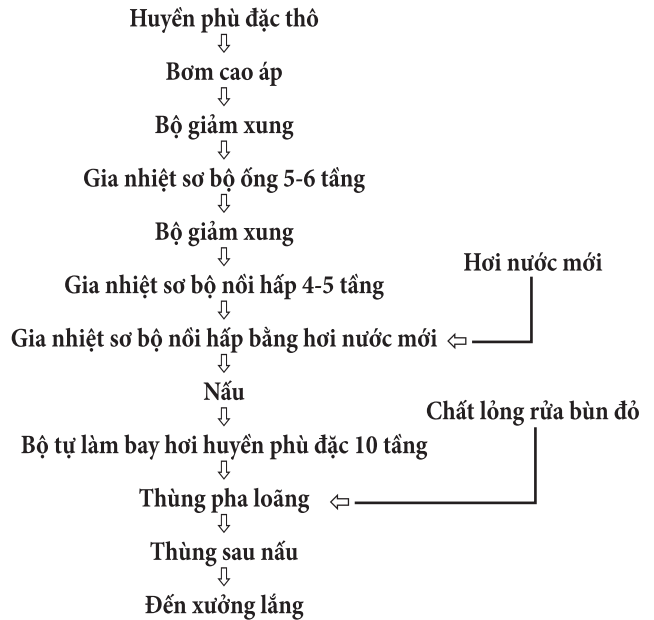 Huyền phù đặc thô
Bơm cao áp
Bộ giảm xung
Gia nhiệt sơ bộ ống 5-6 tầng
Bộ giảm xung
Hơi nước mới
Gia nhiệt sơ bộ nồi hấp 4-5 tầng
Gia nhiệt sơ bộ nồi hấp bằng hơi nước mới
Nấu
Chất lỏng rửa bùn đỏ
Bộ tự làm bay hơi huyền phù đặc 10 tầng
Thùng pha loãng
Thùng sau nấu
Đến xưởng lắng